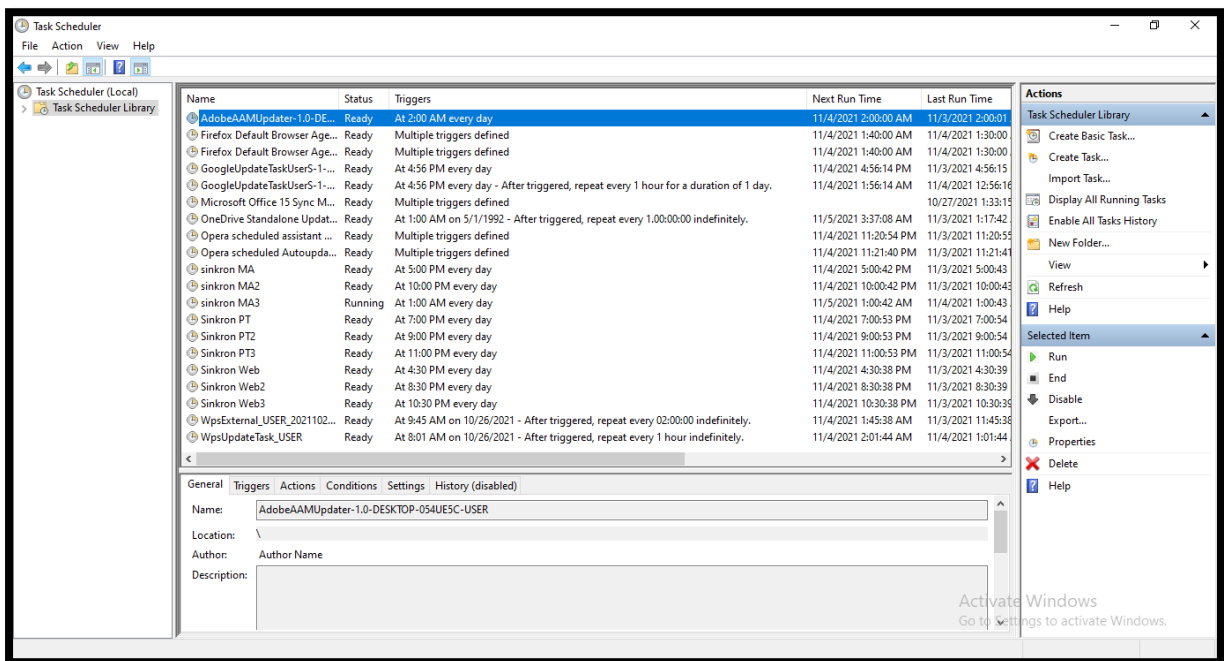 Task Scheduler
File Action View Help
Task Scheduler (Local)
Task Scheduler Library
Name Status Triggers Next Run Time Last Run Time
AdobeAAMUpdater-1.0-DE... Ready At 2:00 AM every day 11/4/2021 2:00:00 AM 11/3/2021 2:00:01
Firefox Default Browser Age... Ready Multiple triggers defined 11/4/2021 1:40:00 AM 11/4/2021 1:30:00
Firefox Default Browser Age... Ready Multiple triggers defined 11/4/2021 1:40:00 AM 11/4/2021 1:30:00
GoogleUpdateTaskUserS-1-... Ready At 4:56 PM every day 11/4/2021 4:56:14 PM 11/3/2021 4:56:15
GoogleUpdateTaskUserS-1-... Ready At 4:56 PM every day - After triggered, repeat every 1 hour for a duration of 1 day. 11/4/2021 1:56:14 AM 11/4/2021 12:56:16
Microsoft Office 15 Sync M... Ready Multiple triggers defined 10/27/2021 1:33:15
OneDrive Standalone Updat... Ready At 1:00 AM on 5/1/1992 - After triggered, repeat every 1.00:00:00 indefinitely. 11/5/2021 3:37:08 AM 11/3/2021 1:17:42
Opera scheduled assistant ... Ready Multiple triggers defined 11/4/2021 11:20:54 PM 11/3/2021 11:20:55
Opera scheduled Autoupda... Ready Multiple triggers defined 11/4/2021 11:21:40 PM 11/3/2021 11:21:41
sinkron MA Ready At 5:00 PM every day 11/4/2021 5:00:42 PM 11/3/2021 5:00:43
sinkron MA2 Ready At 10:00 PM every day 11/4/2021 10:00:42 PM 11/3/2021 10:00:43
sinkron MA3 Running At 1:00 AM every day 11/5/2021 1:00:42 AM 11/4/2021 1:00:43
Sinkron PT Ready At 7:00 PM every day 11/4/2021 7:00:53 PM 11/3/2021 7:00:54
Sinkron PT2 Ready At 9:00 PM every day 11/4/2021 9:00:53 PM 11/3/2021 9:00:54
Sinkron PT3 Ready At 11:00 PM every day 11/4/2021 11:00:53 PM 11/3/2021 11:00:54
Sinkron Web Ready At 4:30 PM every day 11/4/2021 4:30:38 PM 11/3/2021 4:30:39
Sinkron Web2 Ready At 8:30 PM every day 11/4/2021 8:30:38 PM 11/3/2021 8:30:39
Sinkron Web3 Ready At 10:30 PM every day 11/4/2021 10:30:38 PM 11/3/2021 10:30:39
WpsExternal_USER_2021102... Ready At 9:45 AM on 10/26/2021 - After triggered, repeat every 02:00:00 indefinitely. 11/4/2021 1:45:38 AM 11/3/2021 11:45:38
WpsUpdateTask_USER Ready At 8:01 AM on 10/26/2021 - After triggered, repeat every 1 hour indefinitely. 11/4/2021 2:01:44 AM 11/4/2021 1:01:44
General Triggers Actions Conditions Settings History (disabled)
Name: AdobeAAMUpdater-1.0-DESKTOP-054UE5C-USER
Location: \
Author: Author Name
Description:
Actions
Task Scheduler Library
Create Basic Task...
Create Task...
Import Task...
Display All Running Tasks
Enable All Tasks History
New Folder...
View
Refresh
Help
Selected Item
Run
End
Disable
Export...
Properties
Delete
Help
Activate Windows
Go to Settings to activate Windows.